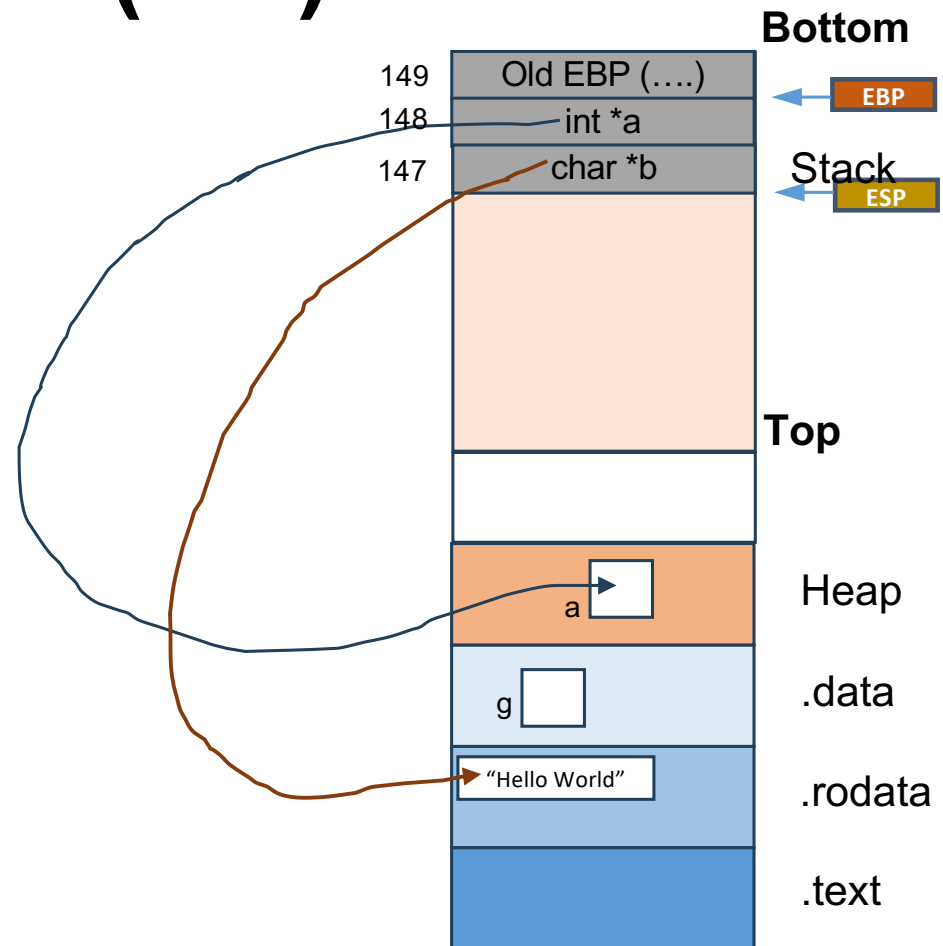 Bottom
149 Old EBP (....)
EBP
148 int *a
147 char *b
Stack
ESP
Top
a
Heap
g
.data
“Hello World”
.rodata
.text